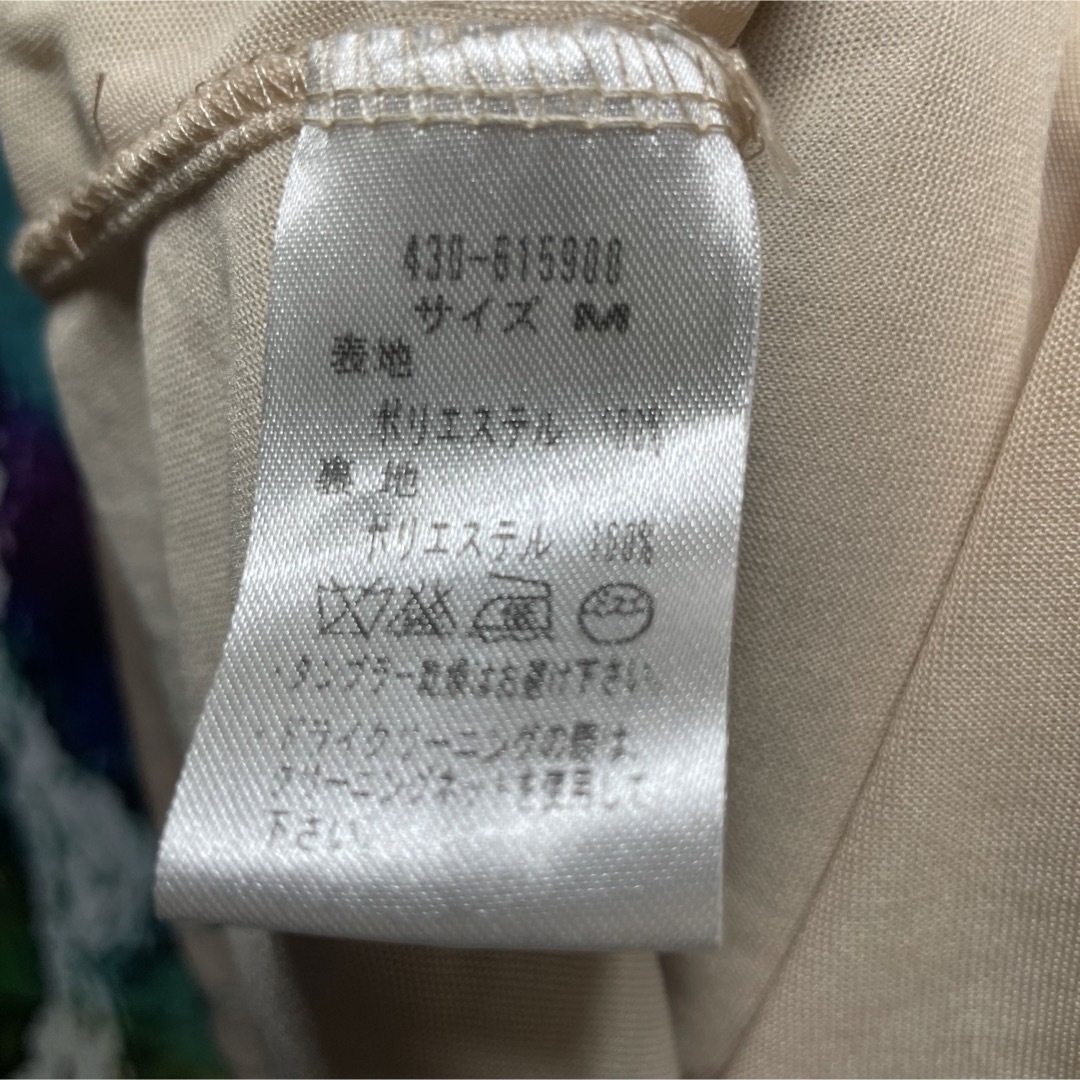 430-615900
サイズ M
表地
ポリエステル 100%
裏地
ポリエステル 100%
・タンブラー乾燥はお避け下さい
・ドライクリーニングの際は、
クリーニングネットを使用して
下さい。